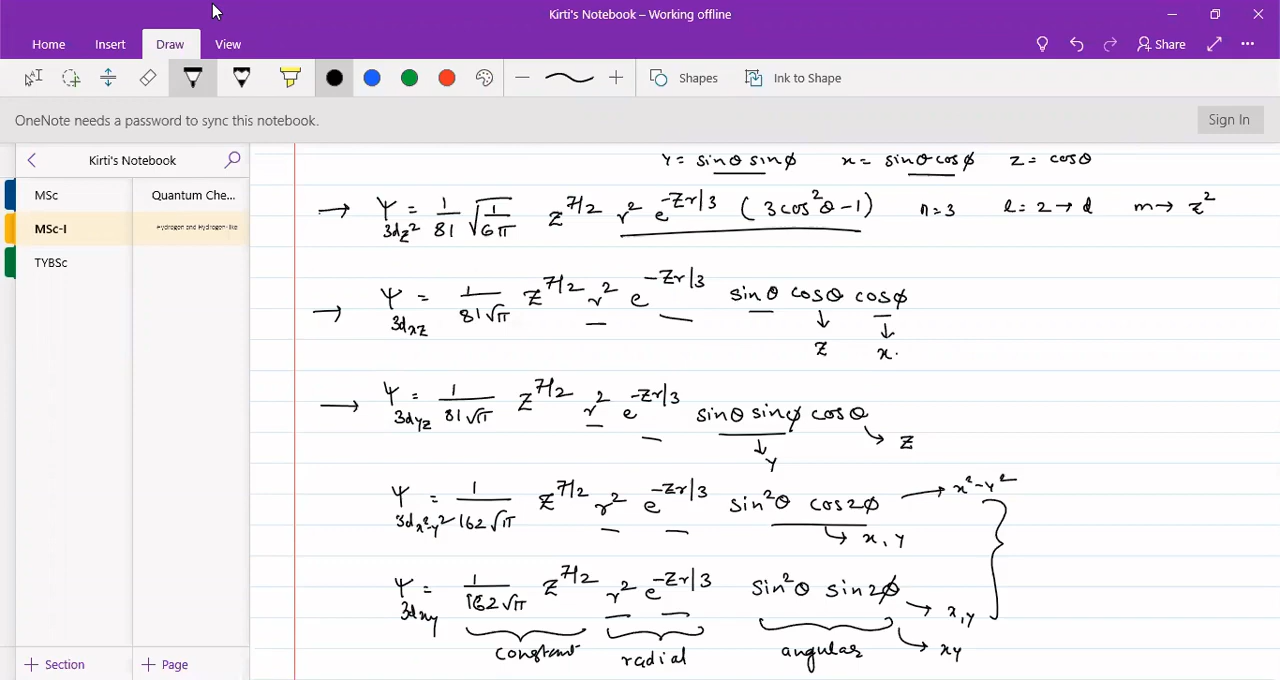 Kirti's Notebook – Working offline
Home Insert Draw View Share
Shapes Ink to Shape
OneNote needs a password to sync this notebook. Sign In
Kirti's Notebook
MSc Quantum Che...
MSc-I Hydrogen and Hydrogen-like
TYBSc
+ Section + Page
Y = sinθ sinϕ x = sinθ cosϕ z = cosθ
→ Ψ3dz² = 1/81 √(1/6π) Z^7/2 r² e^-Zr/3 (3cos²θ-1) n=3 l=2→d m→z²
→ Ψ3dxz = 1/81√π Z^7/2 r² e^-Zr/3 sinθ cosθ cosϕ
↓ ↓
z x.
→ Ψ3dyz = 1/81√π Z^7/2 r² e^-Zr/3 sinθ sinϕ cosθ
↓ → z
Y
Ψ3dx²-y² = 1/162√π Z^7/2 r² e^-Zr/3 sin²θ cos2ϕ → x²-y²
→ x, y
Ψ3dxy = 1/162√π Z^7/2 r² e^-Zr/3 sin²θ sin2ϕ → x,y
constant radial angular → xy